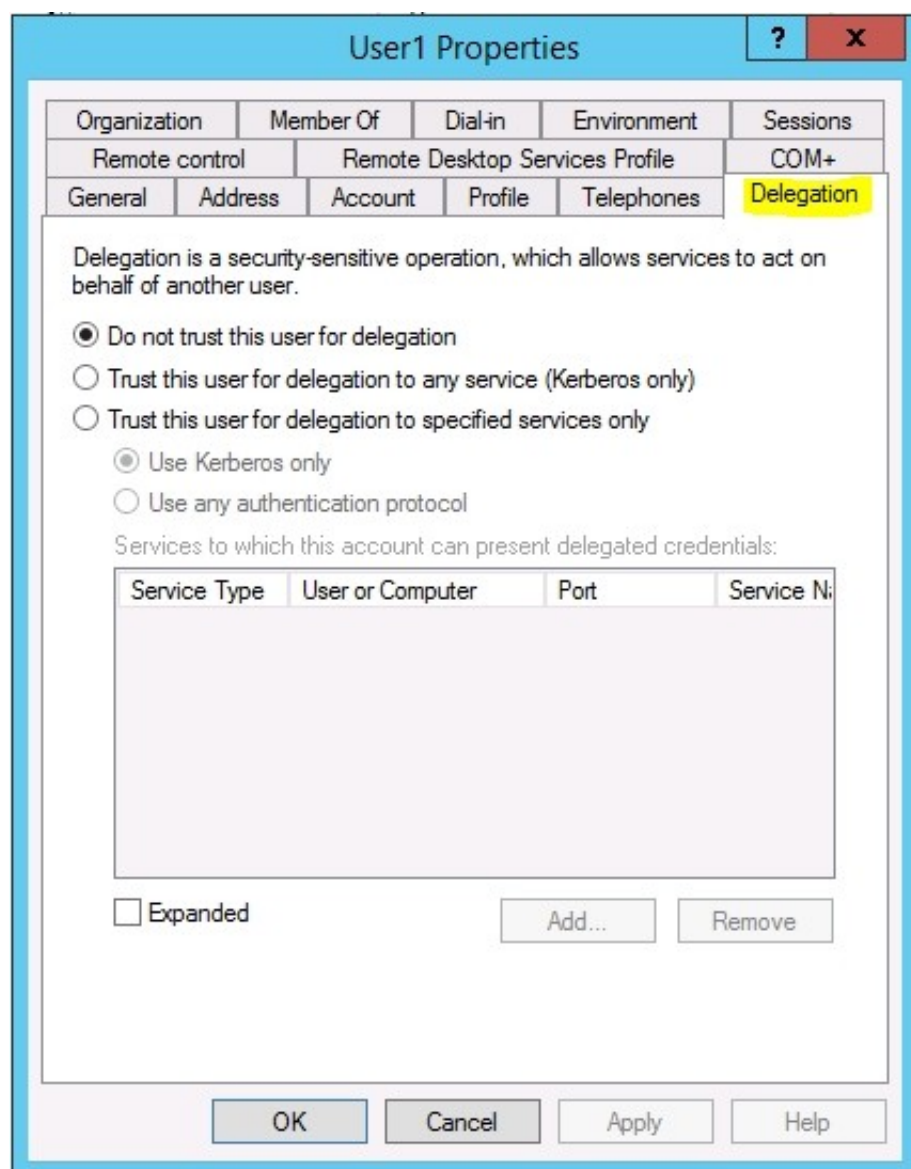 User1 Properties
? x
Organization Member Of Dial-in Environment Sessions
Remote control Remote Desktop Services Profile COM+
General Address Account Profile Telephones Delegation
Delegation is a security-sensitive operation, which allows services to act on
behalf of another user.
Do not trust this user for delegation
Trust this user for delegation to any service (Kerberos only)
Trust this user for delegation to specified services only
Use Kerberos only
Use any authentication protocol
Services to which this account can present delegated credentials:
Service Type User or Computer Port Service
Expanded Add... Remove
OK Cancel Apply Help